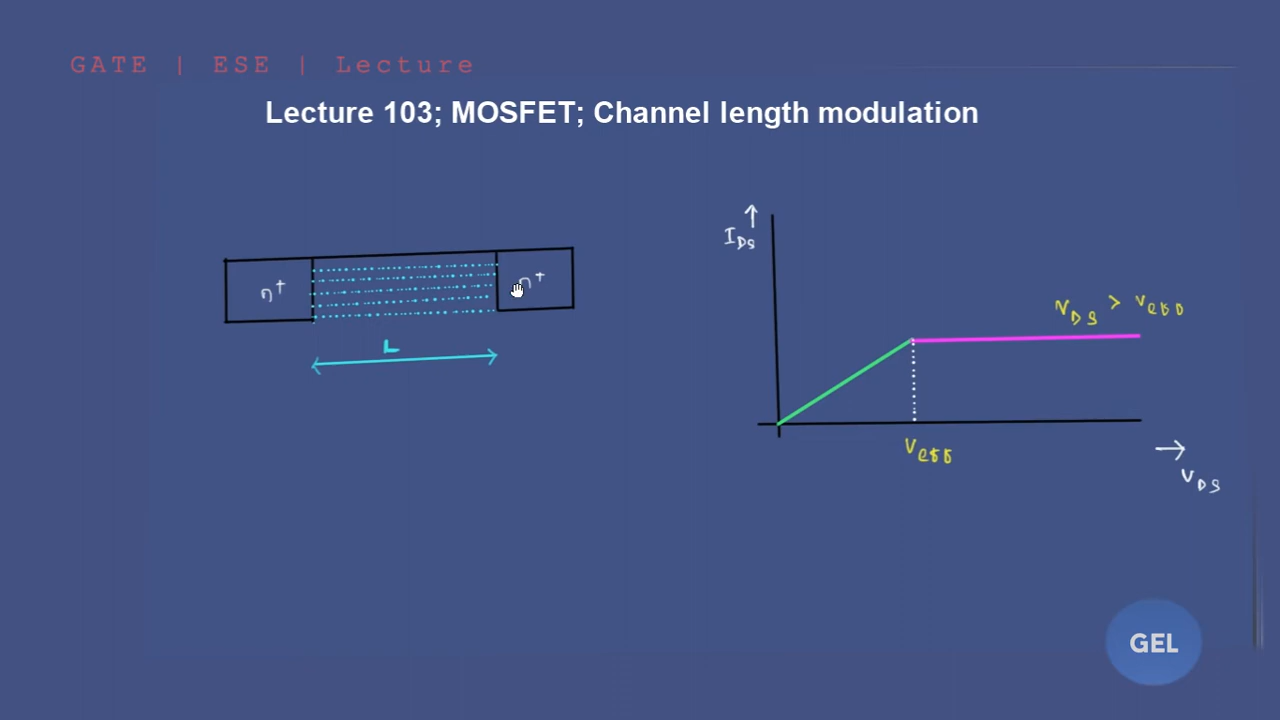 GATE | ESE | Lecture
Lecture 103; MOSFET; Channel length modulation
n+
n+
L
IDS
VDS > Veff
Veff
VDS
GEL